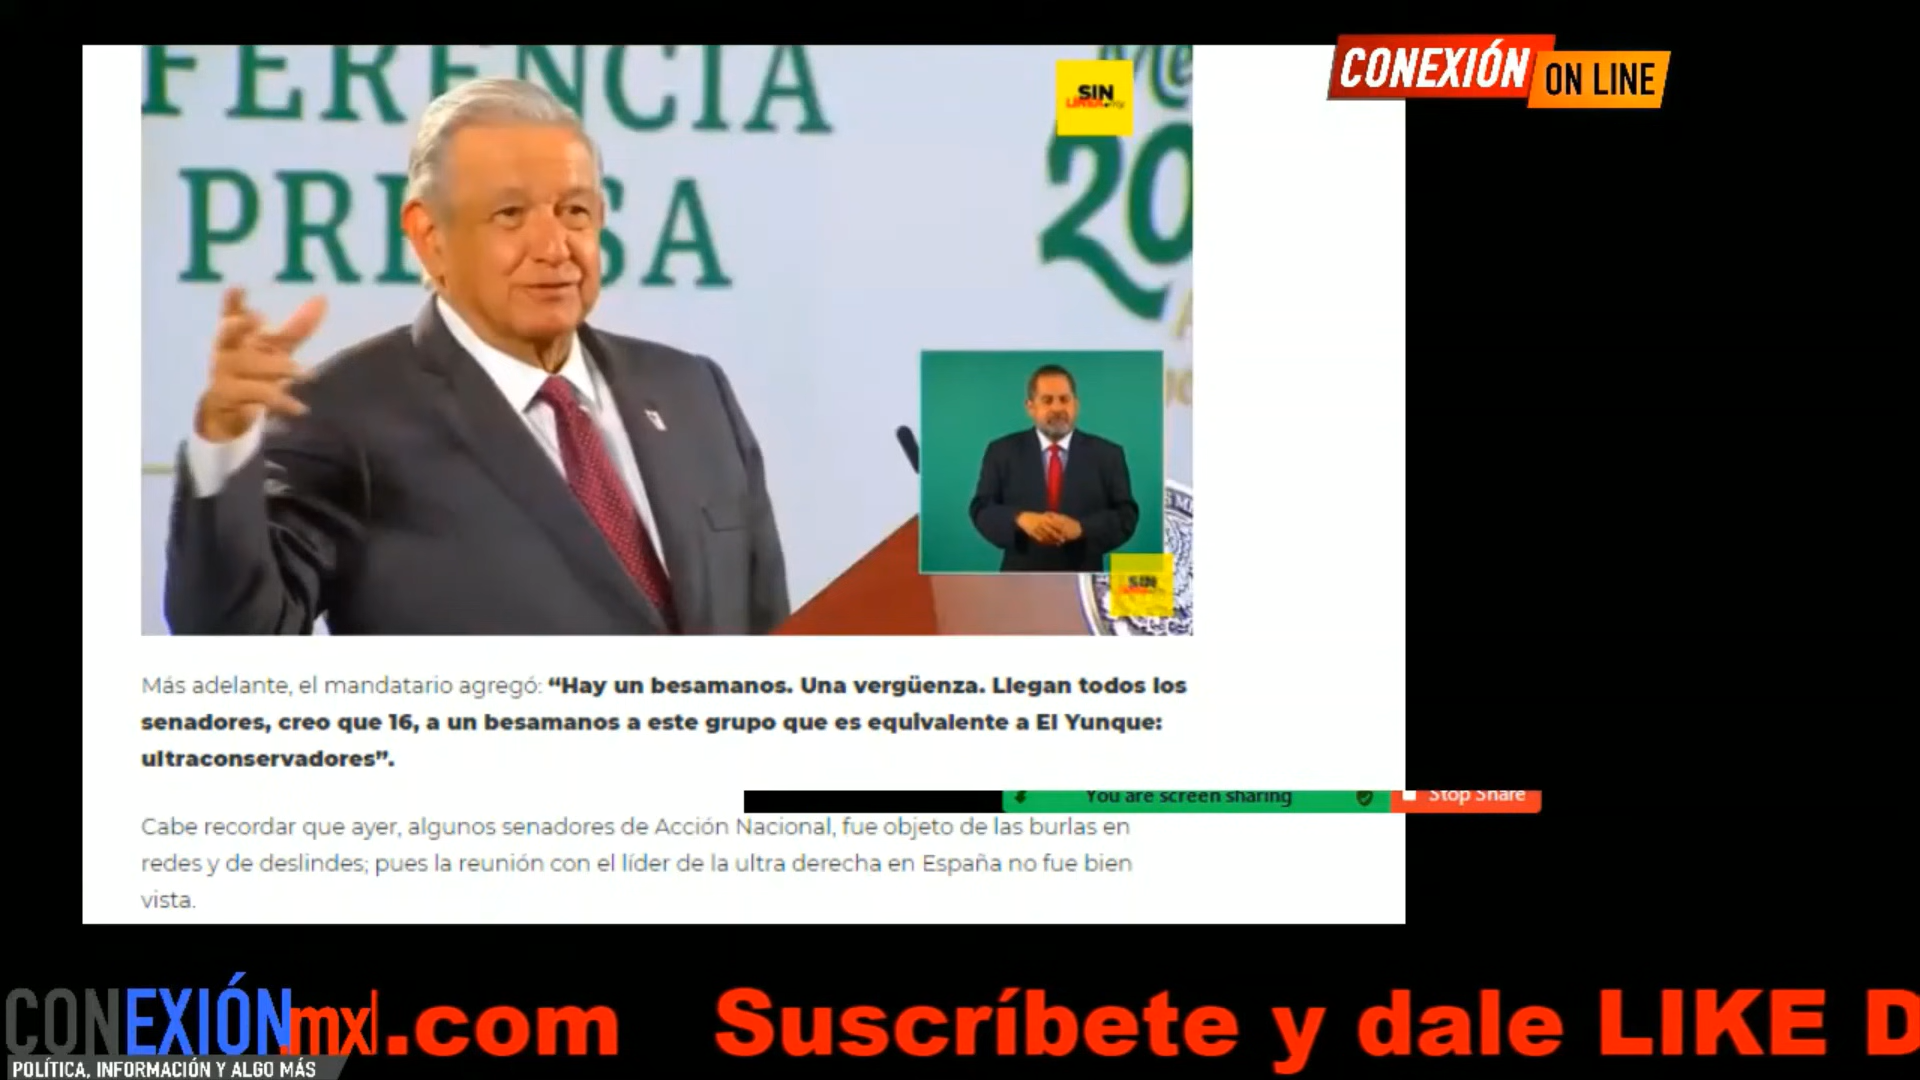 CONEXIÓN
ON LINE
FERENCIA
SIN
PRE SA
20
SIN
Más adelante, el mandatario agregó: “Hay un besamanos. Una vergüenza. Llegan todos los
senadores, creo que 16, a un besamanos a este grupo que es equivalente a El Yunque:
ultraconservadores”.
You are screen sharing
Stop Share
Cabe recordar que ayer, algunos senadores de Acción Nacional, fue objeto de las burlas en
redes y de deslindes; pues la reunión con el líder de la ultra derecha en España no fue bien
vista.
CONEXIÓNmx .com Suscríbete y dale LIKE D
POLÍTICA, INFORMACIÓN Y ALGO MÁS